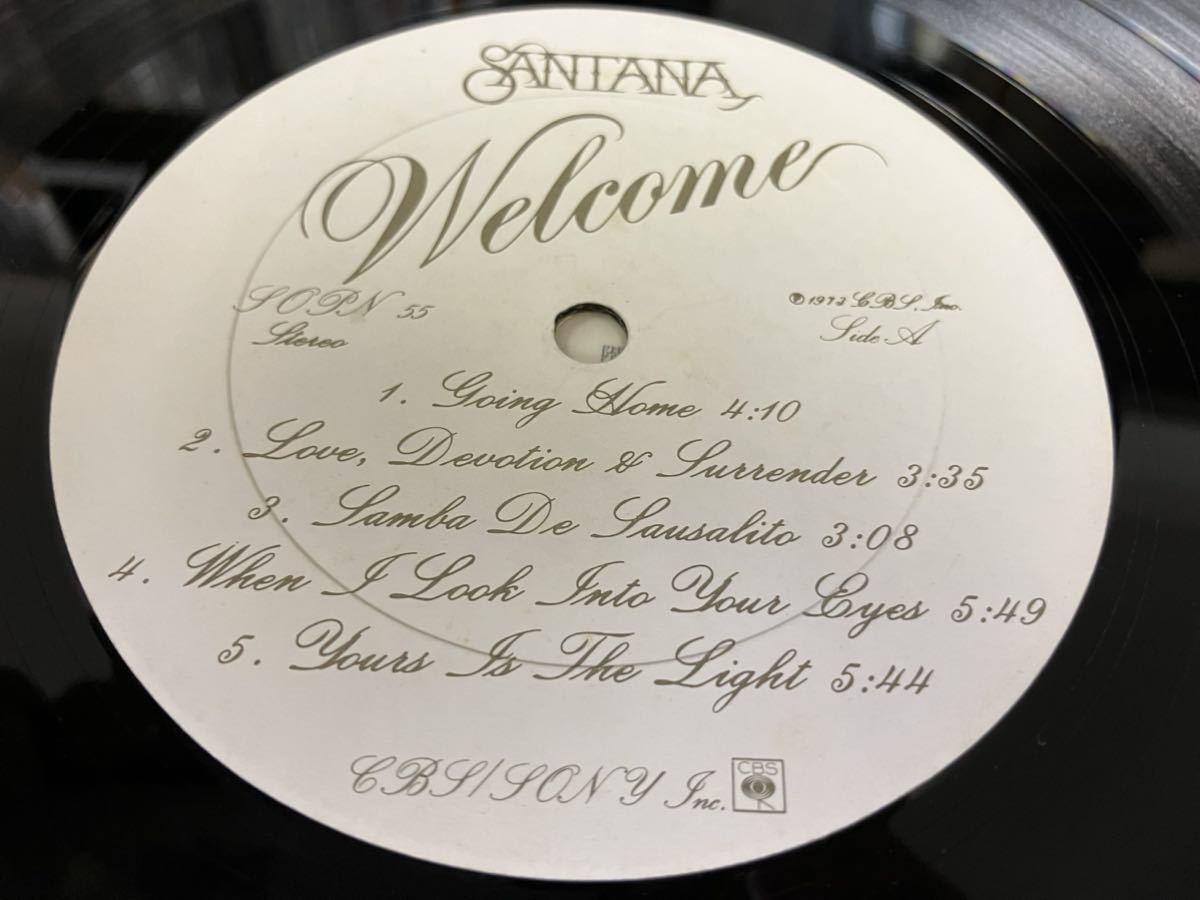 SANTANA
Welcome
SOPN 55
Stereo
℗1973 CBS, Inc.
Side A
1. Going Home 4:10
2. Love, Devotion & Surrender 3:35
3. Samba De Sausalito 3:08
4. When I Look Into Your Eyes 5:49
5. Yours Is The Light 5:44
CBS/SONY Inc.
CBS